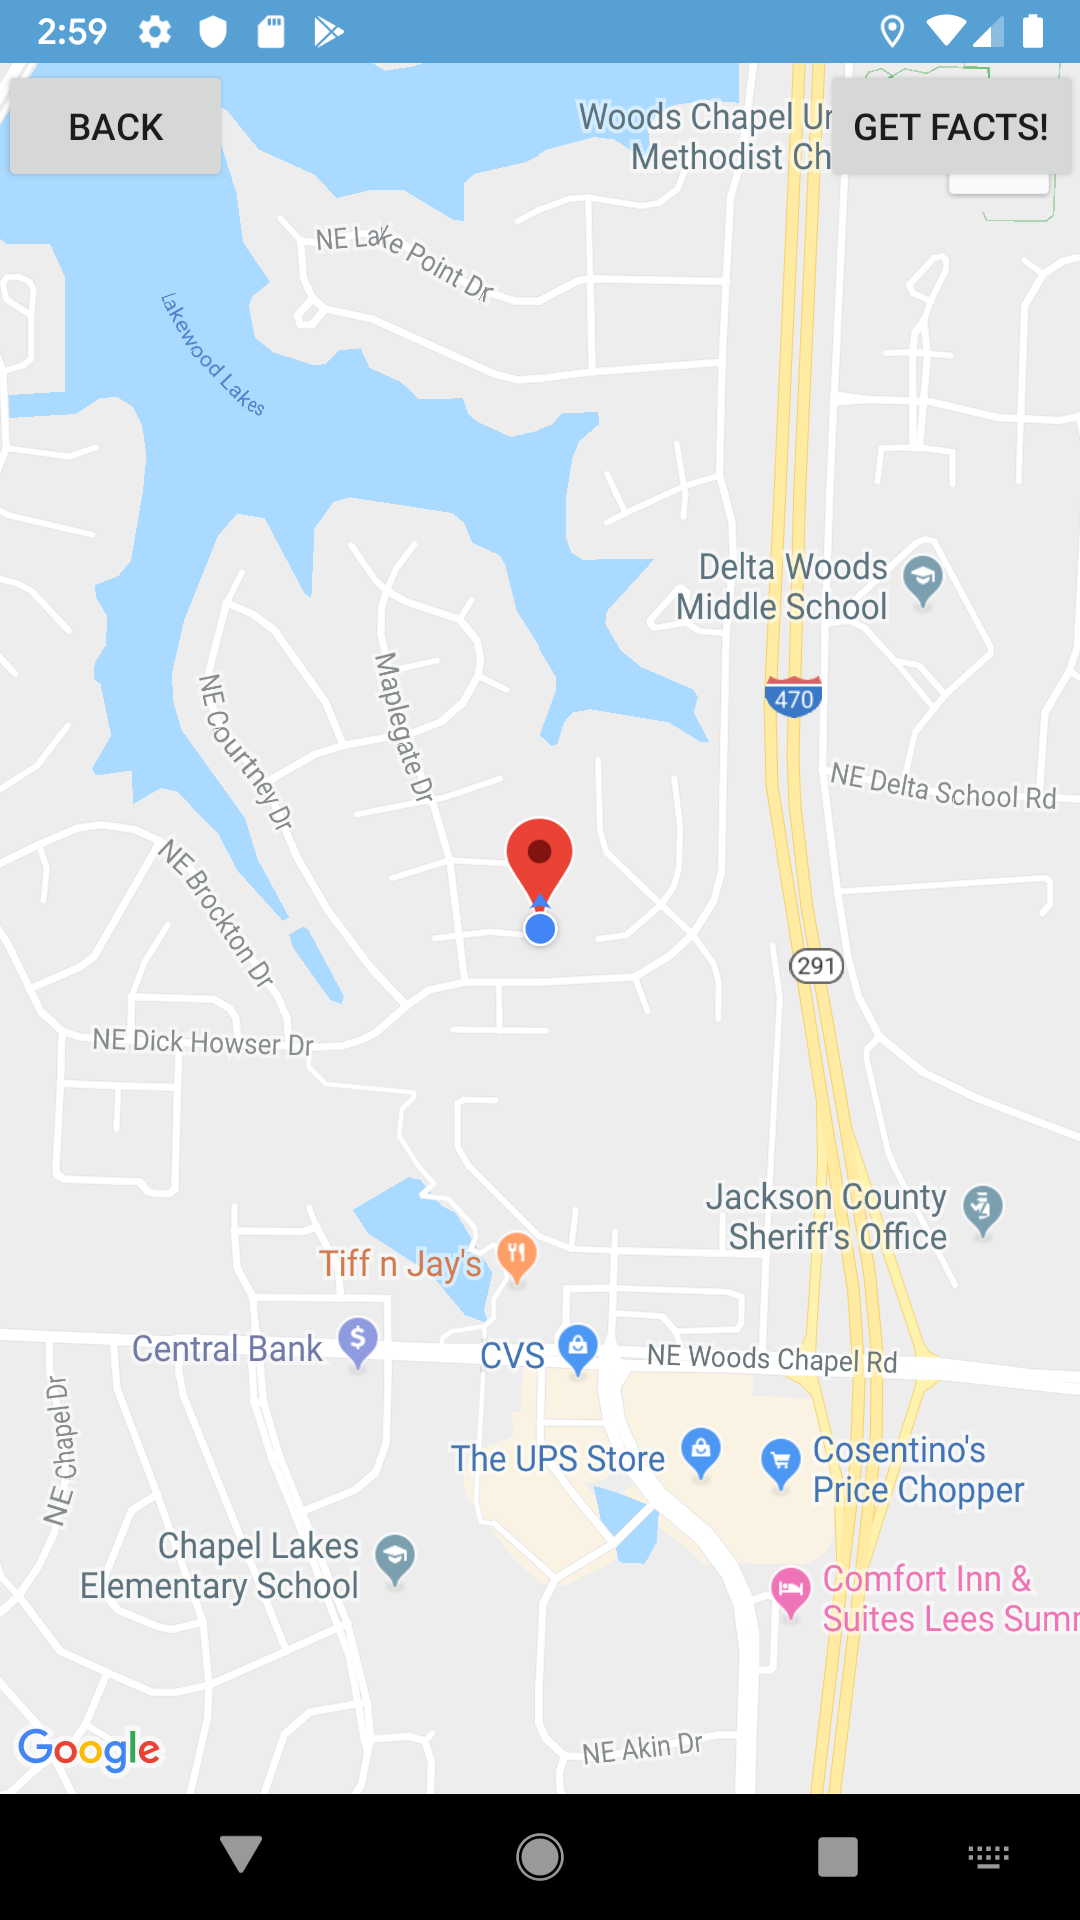 2:59
BACK
Woods Chapel Un
Methodist Ch
GET FACTS!
NE Lake Point Dr
Lakewood Lakes
Delta Woods
Middle School
470
NE Courtney Dr
Maplegate Dr
NE Delta School Rd
NE Brockton Dr
291
NE Dick Howser Dr
Jackson County
Sheriff's Office
Tiff n Jay's
Central Bank
CVS
NE Woods Chapel Rd
NE Chapel Dr
The UPS Store
Cosentino's
Price Chopper
Chapel Lakes
Elementary School
Comfort Inn &
Suites Lees Sum
Google
NE Akin Dr